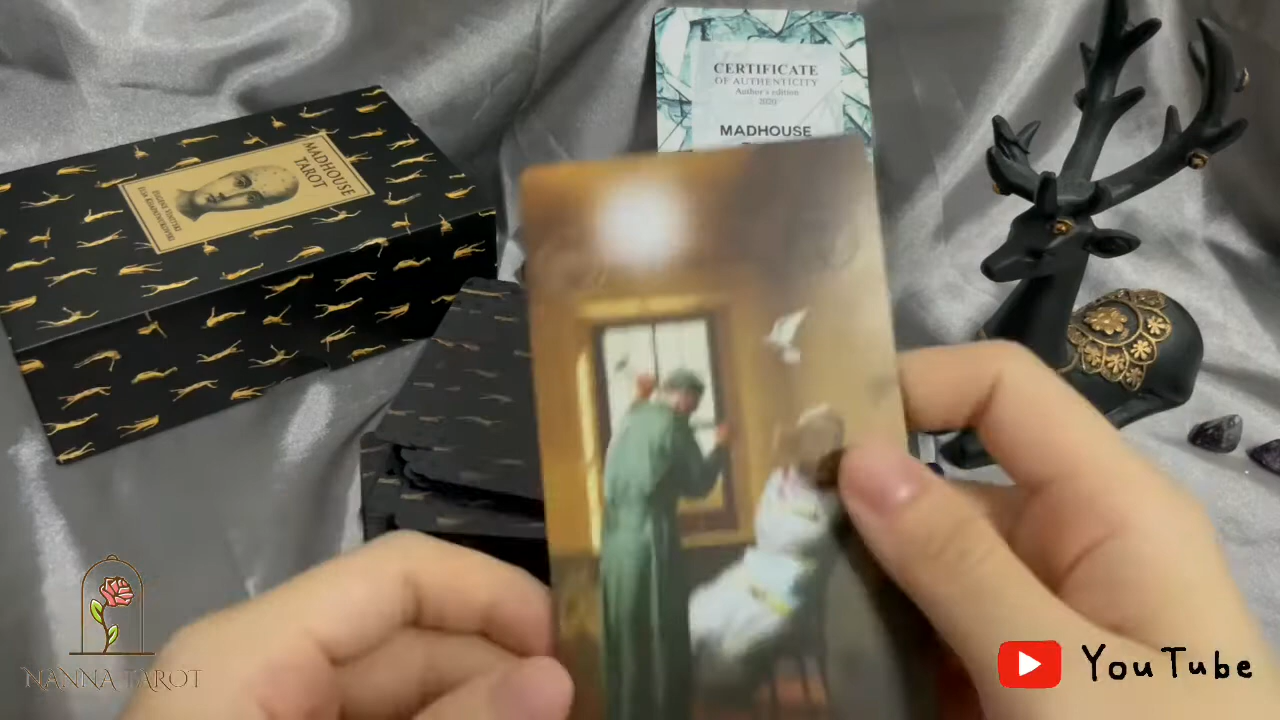 CERTIFICATE
OF AUTHENTICITY
Author's edition
2020
MADHOUSE
MADHOUSE
TAROT
NANNA TAROT
YouTube